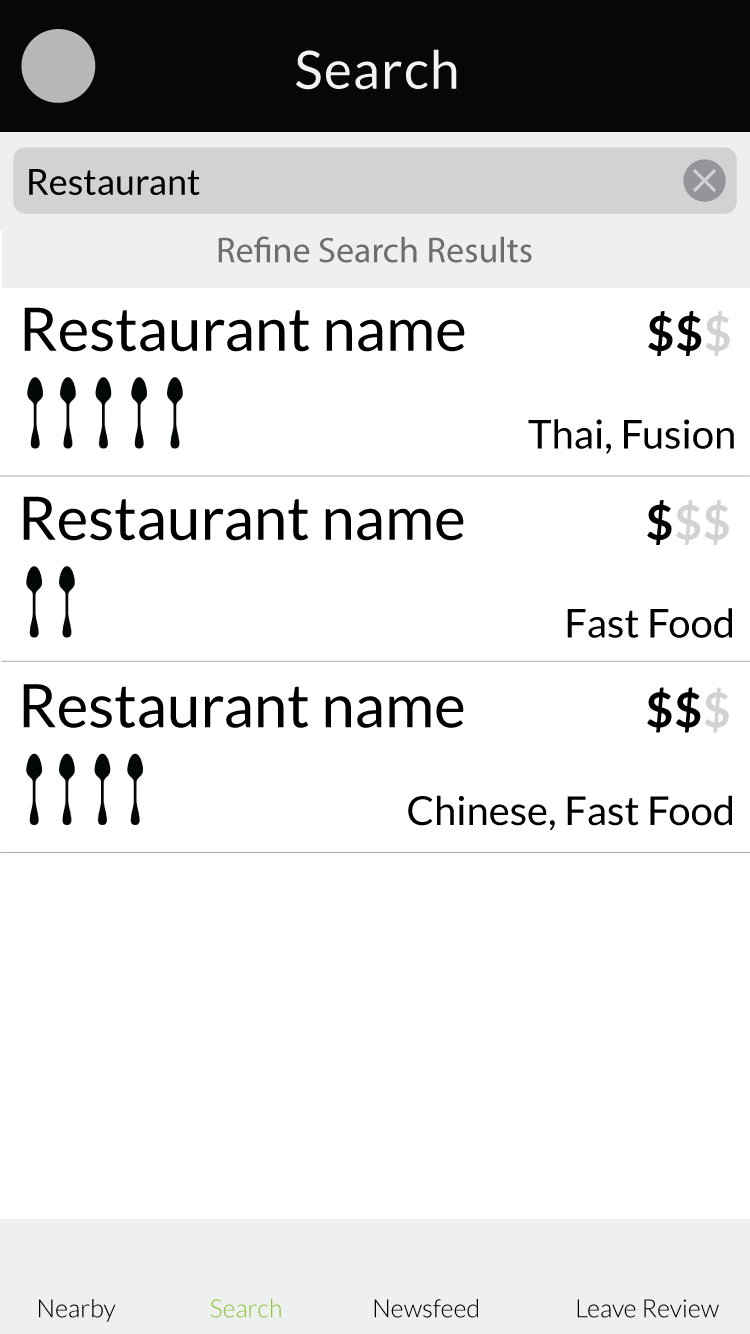 Search
Restaurant
Refine Search Results
Restaurant name $$$
Thai, Fusion
Restaurant name $$$
Fast Food
Restaurant name $$$
Chinese, Fast Food
Nearby Search Newsfeed Leave Review